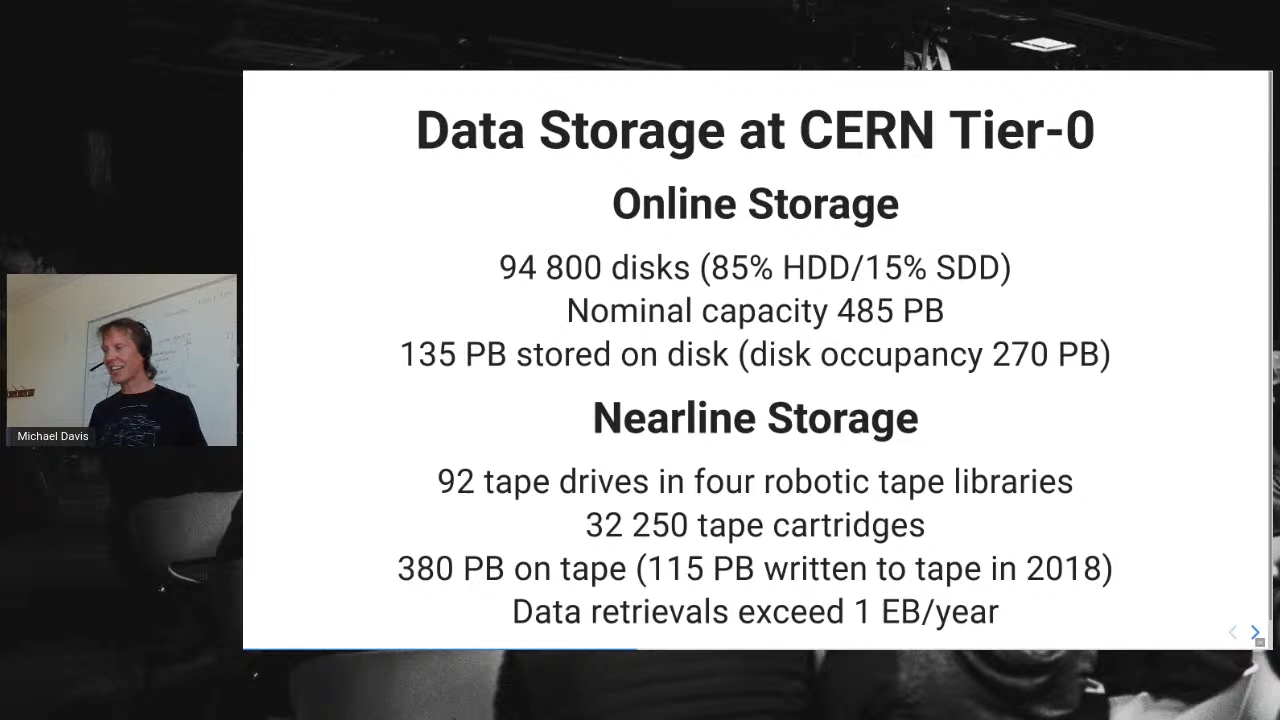 Data Storage at CERN Tier-0
Online Storage
94 800 disks (85% HDD/15% SDD)
Nominal capacity 485 PB
135 PB stored on disk (disk occupancy 270 PB)
Nearline Storage
92 tape drives in four robotic tape libraries
32 250 tape cartridges
380 PB on tape (115 PB written to tape in 2018)
Data retrievals exceed 1 EB/year
Michael Davis